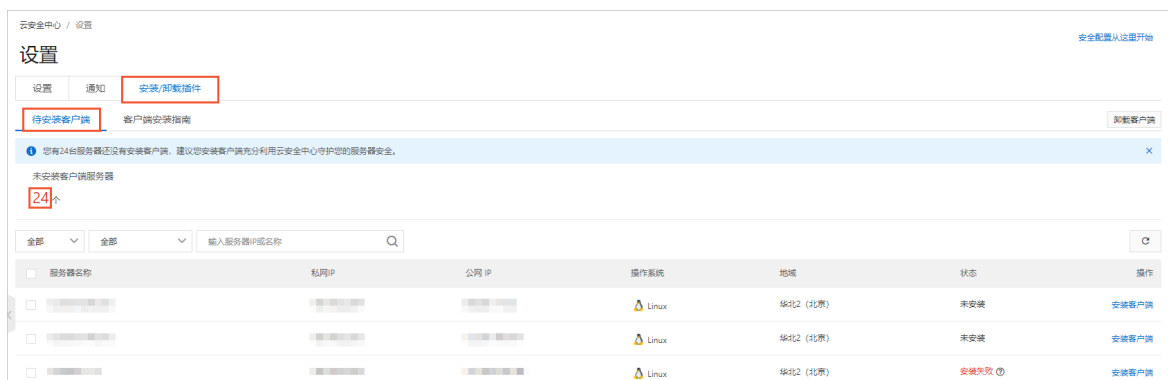 云安全中心 / 设置
安全配置从这里开始
设置
设置 通知 安装/卸载插件
待安装客户端 客户端安装指南 卸载客户端
您有24台服务器还没有安装客户端，建议您安装客户端充分利用云安全中心守护您的服务器安全。
未安装客户端服务器
24个
全部 全部 输入服务器IP或名称
服务器名称 私网IP 公网 IP 操作系统 地域 状态 操作
Linux 华北2（北京） 未安装 安装客户端
Linux 华北2（北京） 未安装 安装客户端
Linux 华北2（北京） 安装失败 安装客户端